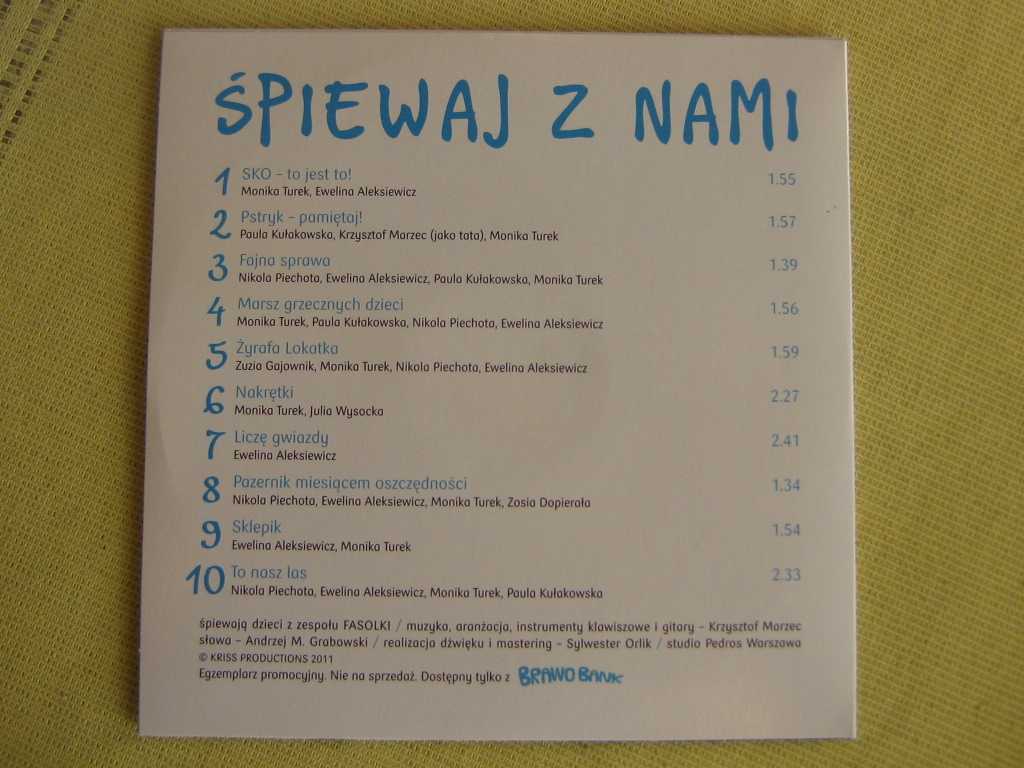 ŚPIEWAJ Z NAMI
1 SKO – to jest to! 1.55
Monika Turek, Ewelina Aleksiewicz
2 Pstryk – pamiętaj! 1.57
Paula Kułakowska, Krzysztof Marzec (jako tata), Monika Turek
3 Fajna sprawa 1.39
Nikola Piechota, Ewelina Aleksiewicz, Paula Kułakowska, Monika Turek
4 Marsz grzecznych dzieci 1.56
Monika Turek, Paula Kułakowska, Nikola Piechota, Ewelina Aleksiewicz
5 Żyrafa Lokatka 1.59
Zuzia Gajownik, Monika Turek, Nikola Piechota, Ewelina Aleksiewicz
6 Nakrętki 2.27
Monika Turek, Julia Wysocka
7 Liczę gwiazdy 2.41
Ewelina Aleksiewicz
8 Pazernik miesiącem oszczędności 1.34
Nikola Piechota, Ewelina Aleksiewicz, Monika Turek, Zosia Dopierała
9 Sklepik 1.54
Ewelina Aleksiewicz, Monika Turek
10 To nasz las 2.33
Nikola Piechota, Ewelina Aleksiewicz, Monika Turek, Paula Kułakowska
śpiewają dzieci z zespołu FASOLKI / muzyka, aranżacja, instrumenty klawiszowe i gitary – Krzysztof Marzec
słowa – Andrzej M. Grabowski / realizacja dźwięku i mastering – Sylwester Orlik / studio Pedros Warszawa
© KRISS PRODUCTIONS 2011
Egzemplarz promocyjny. Nie na sprzedaż. Dostępny tylko z BRAWO BANK